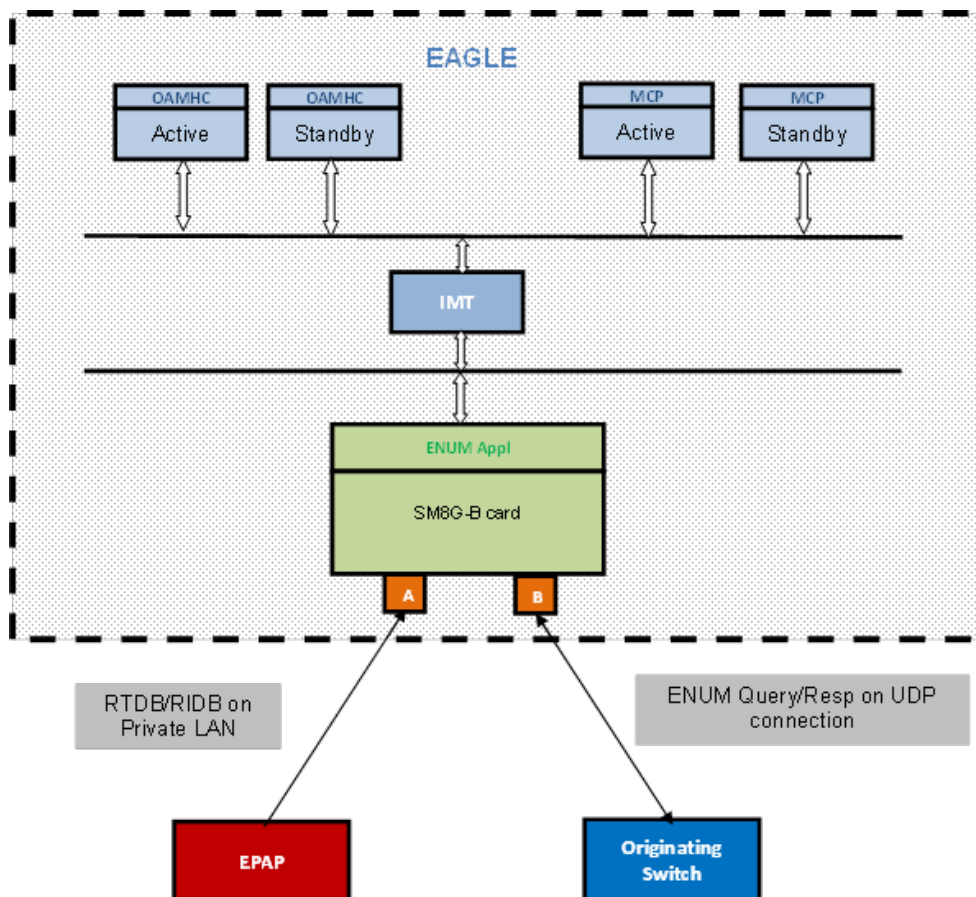 EAGLE
OAMHC
Active
OAMHC
Standby
MCP
Active
MCP
Standby
IMT
ENUM Appl
SM8G-B card
A
B
RTDB/RIDB on
Private LAN
ENUM Query/Resp on UDP
connection
EPAP
Originating
Switch